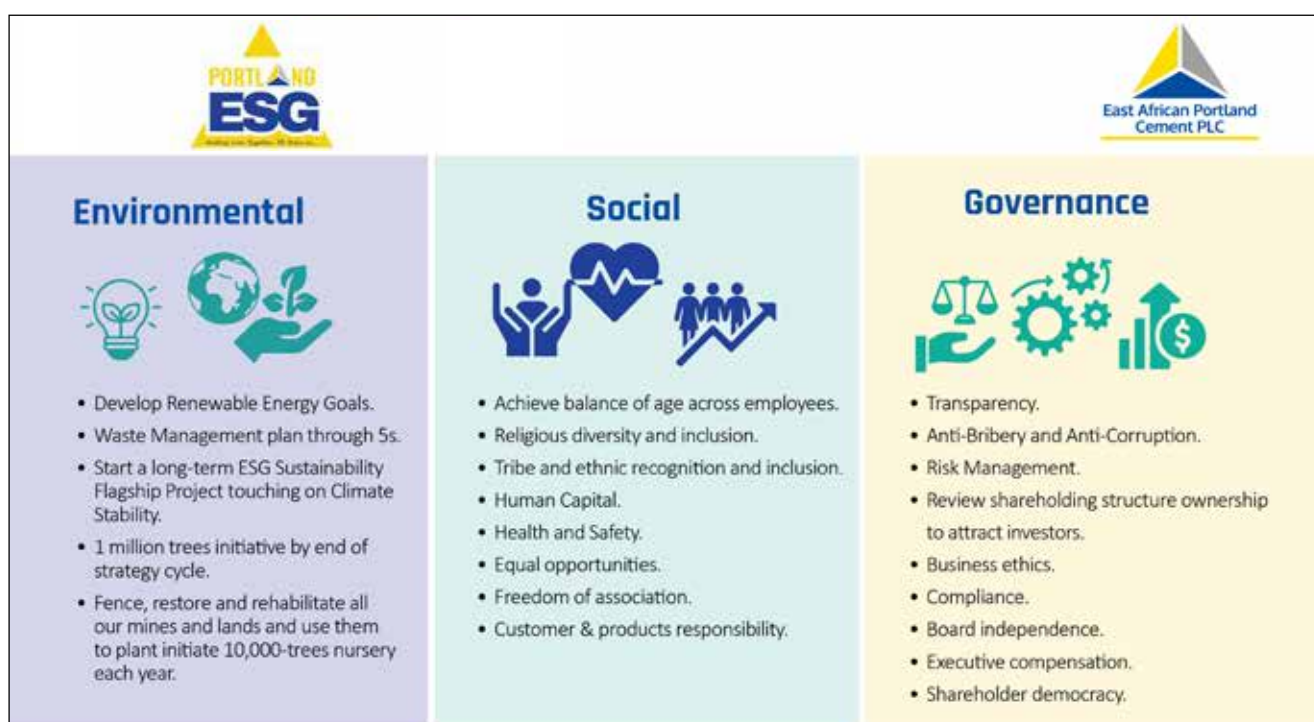 PORTLAND
ESG
East African Portland
Cement PLC
Environmental
• Develop Renewable Energy Goals.
• Waste Management plan through 5s.
• Start a long-term ESG Sustainability
Flagship Project touching on Climate
Stability.
• 1 million trees initiative by end of
strategy cycle.
• Fence, restore and rehabilitate all
our mines and lands and use them
to plant initiate 10,000-trees nursery
each year.
Social
• Achieve balance of age across employees.
• Religious diversity and inclusion.
• Tribe and ethnic recognition and inclusion.
• Human Capital.
• Health and Safety.
• Equal opportunities.
• Freedom of association.
• Customer & products responsibility.
Governance
$
• Transparency.
• Anti-Bribery and Anti-Corruption.
• Risk Management.
• Review shareholding structure ownership
to attract investors.
• Business ethics.
• Compliance.
• Board independence.
• Executive compensation.
• Shareholder democracy.